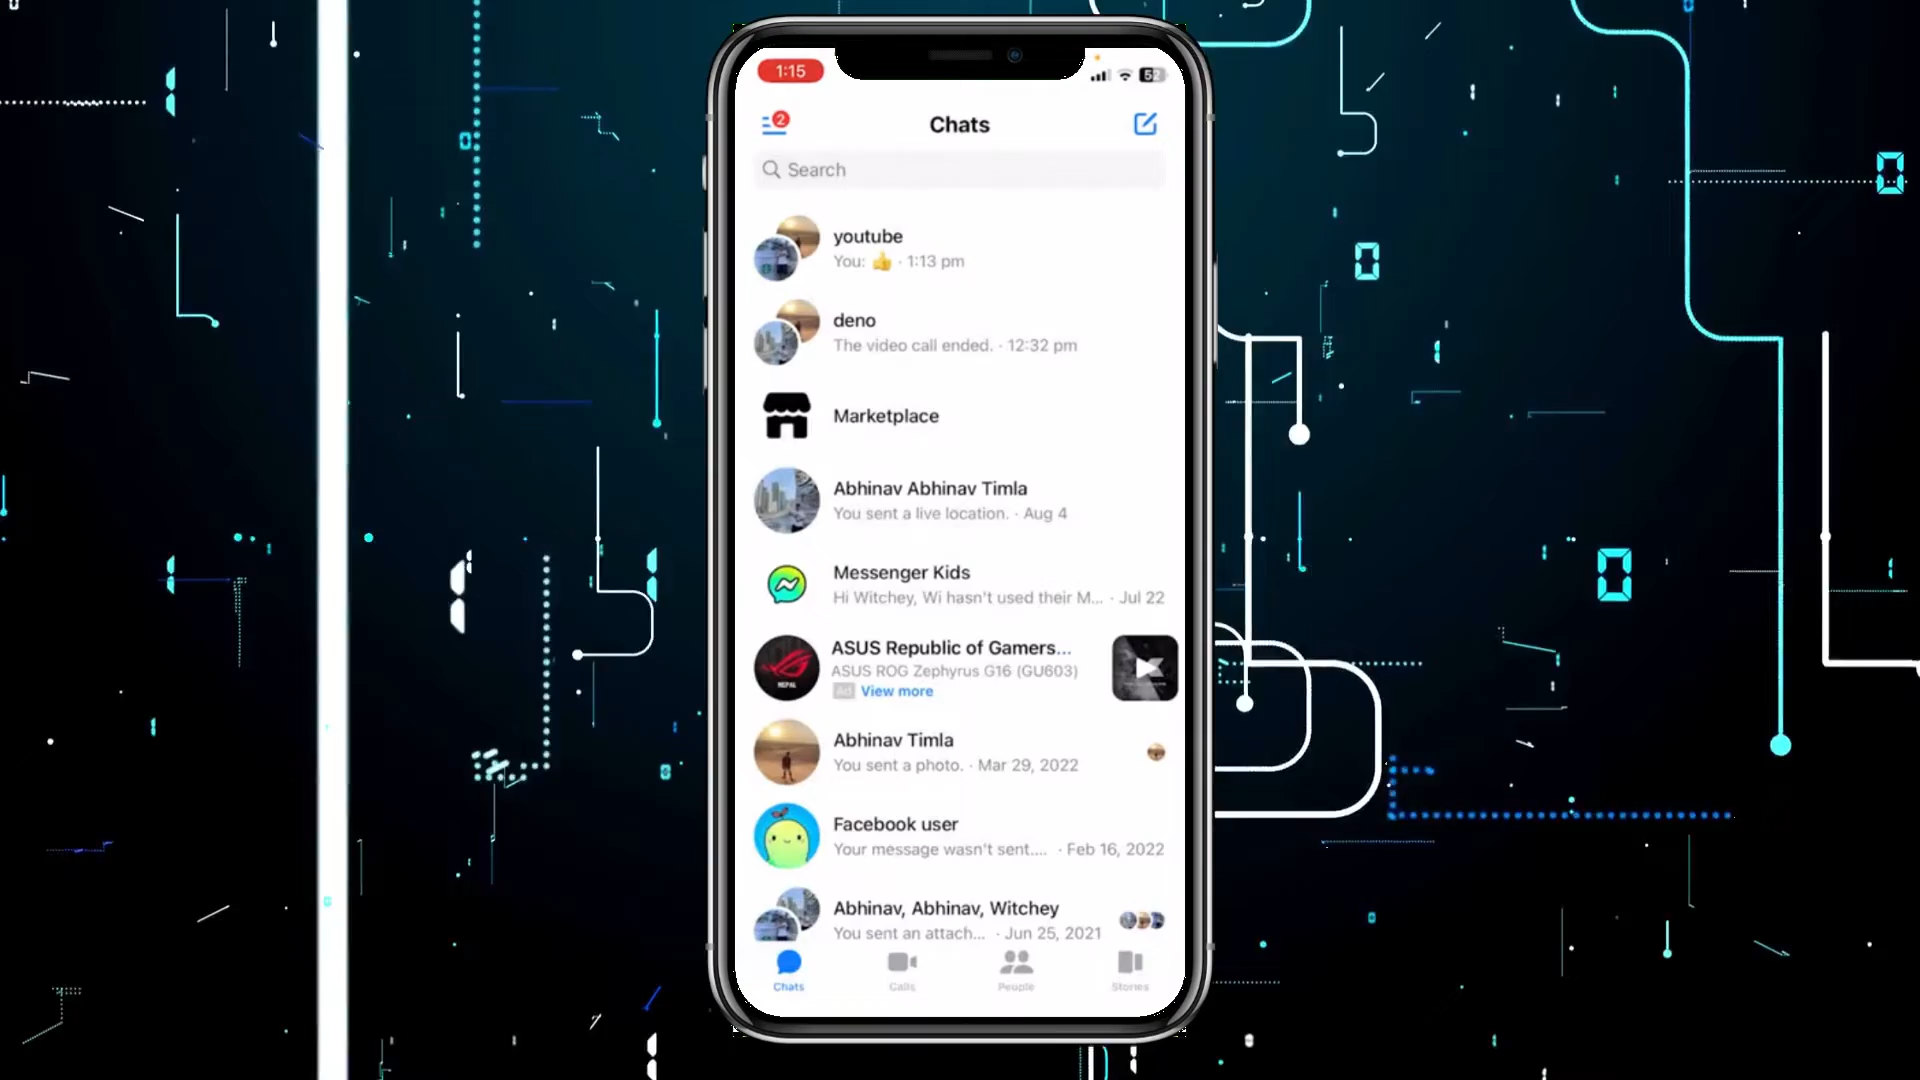 1:15
52
2
Chats
Search
youtube
You: 👍 · 1:13 pm
deno
The video call ended. · 12:32 pm
Marketplace
Abhinav Abhinav Timla
You sent a live location. · Aug 4
Messenger Kids
Hi Witchey, Wi hasn't used their M... · Jul 22
ASUS Republic of Gamers...
ASUS ROG Zephyrus G16 (GU603)
Ad View more
NEPAL
Abhinav Timla
You sent a photo. · Mar 29, 2022
Facebook user
Your message wasn't sent.... · Feb 16, 2022
Abhinav, Abhinav, Witchey
You sent an attach... · Jun 25, 2021
Chats Calls People Stories